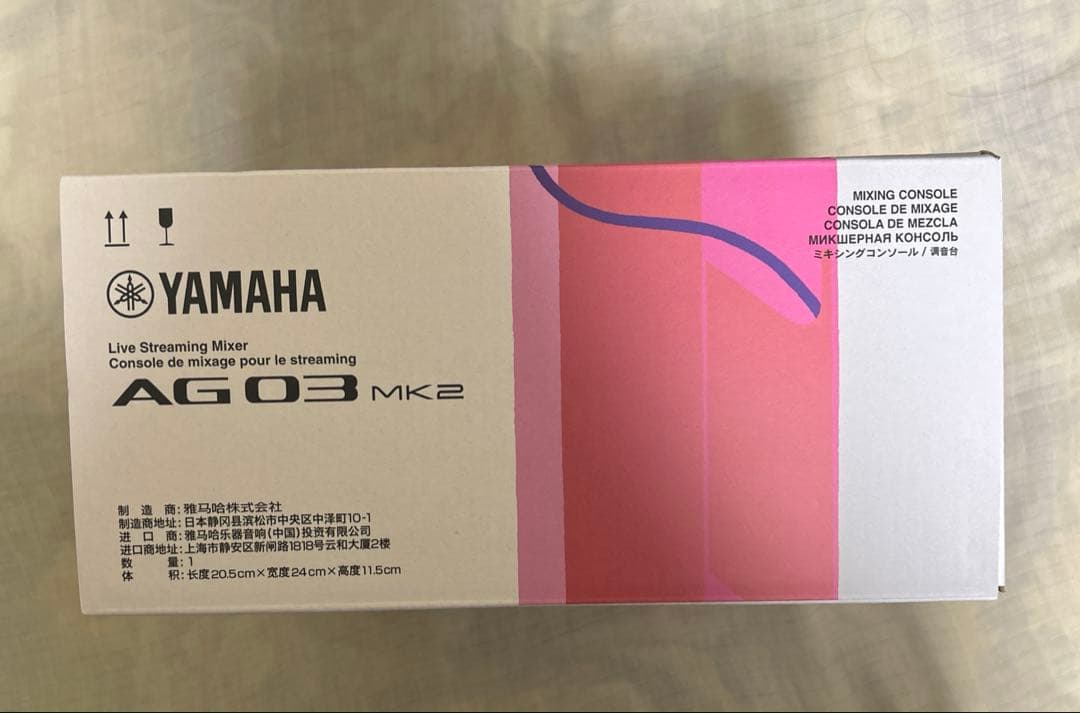 YAMAHA
Live Streaming Mixer
Console de mixage pour le streaming
AG03 MK2
制造商:雅马哈株式会社
制造商地址:日本静冈县滨松市中央区中泽町10-1
进口商:雅马哈乐器音响(中国)投资有限公司
进口商地址:上海市静安区新闸路1818号云和大厦2楼
数量:1
体积:长度20.5cm×宽度24cm×高度11.5cm
MIXING CONSOLE
CONSOLE DE MIXAGE
CONSOLA DE MEZCLA
МИКШЕРНАЯ КОНСОЛЬ
ミキシングコンソール / 调音台